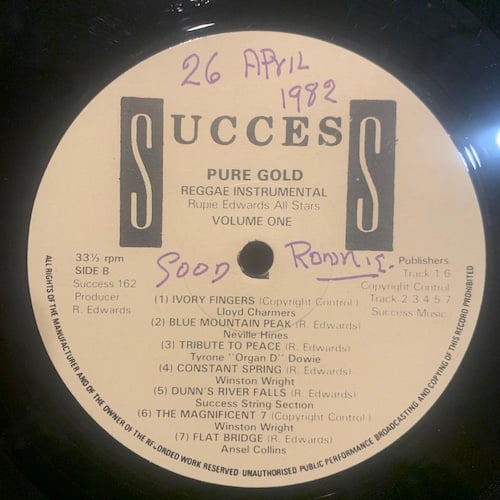 26 APRIL
1982
SUCCESS
PURE GOLD
REGGAE INSTRUMENTAL
Rupie Edwards All Stars
VOLUME ONE
GOOD RONNIE.
33⅓ rpm
SIDE B
Success 162
Producer
R. Edwards
Publishers
Track 1 6
Copyright Control
Track 2 3 4 5 7
Success Music
(1) IVORY FINGERS (Copyright Control )
Lloyd Charmers
(2) BLUE MOUNTAIN PEAK (R. Edwards)
Neville Hines
(3) TRIBUTE TO PEACE (R. Edwards)
Tyrone "Organ D" Dowie
(4) CONSTANT SPRING (R. Edwards)
Winston Wright
(5) DUNN'S RIVER FALLS (R. Edwards)
Success String Section
(6) THE MAGNIFICENT 7 (Copyright Control )
Winston Wright
(7) FLAT BRIDGE (R. Edwards)
Ansel Collins
ALL RIGHTS OF THE MANUFACTURER AND OF THE OWNER OF THE RECORDED WORK RESERVED · UNAUTHORISED PUBLIC PERFORMANCE BROADCASTING AND COPYING OF THIS RECORD PROHIBITED